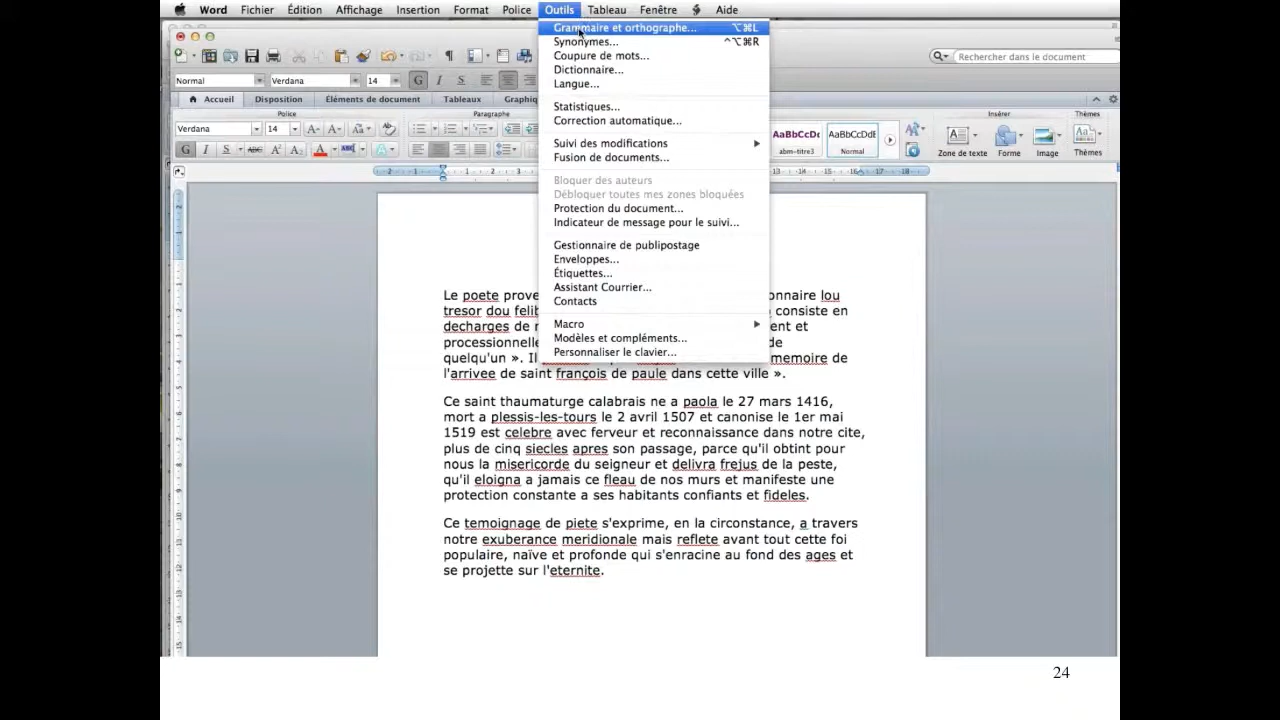 Word Fichier Édition Affichage Insertion Format Police Outils Tableau Fenêtre Aide
Grammaire et orthographe... ⌥⌘L
Synonymes... ^⌥⌘R
Coupure de mots...
Dictionnaire...
Langue...
Statistiques...
Correction automatique...
Suivi des modifications
Fusion de documents...
Bloquer des auteurs
Débloquer toutes mes zones bloquées
Protection du document...
Indicateur de message pour le suivi...
Gestionnaire de publipostage
Enveloppes...
Étiquettes...
Assistant Courrier...
Contacts
Macro
Modèles et compléments...
Personnaliser le clavier...
Rechercher dans le document
Normal Verdana 14 G I S
Accueil Disposition Éléments de document Tableaux Graphiq
Police Paragraphe Insérer Thèmes
Verdana 14
AaBbCcDc AaBbCcDdE
abm-titre3 Normal
Zone de texte Forme Image Thèmes
Le poete prove nnaire lou
tresor dou felib consiste en
decharges de ent et
processionnelle de
quelqu'un ». Il memoire de
l'arrivee de saint françois de paule dans cette ville ».
Ce saint thaumaturge calabrais ne a paola le 27 mars 1416,
mort a plessis-les-tours le 2 avril 1507 et canonise le 1er mai
1519 est celebre avec ferveur et reconnaissance dans notre cite,
plus de cinq siecles apres son passage, parce qu'il obtint pour
nous la misericorde du seigneur et delivra frejus de la peste,
qu'il eloigna a jamais ce fleau de nos murs et manifeste une
protection constante a ses habitants confiants et fideles.
Ce temoignage de piete s'exprime, en la circonstance, a travers
notre exuberance meridionale mais reflete avant tout cette foi
populaire, naïve et profonde qui s'enracine au fond des ages et
se projette sur l'eternite.
24